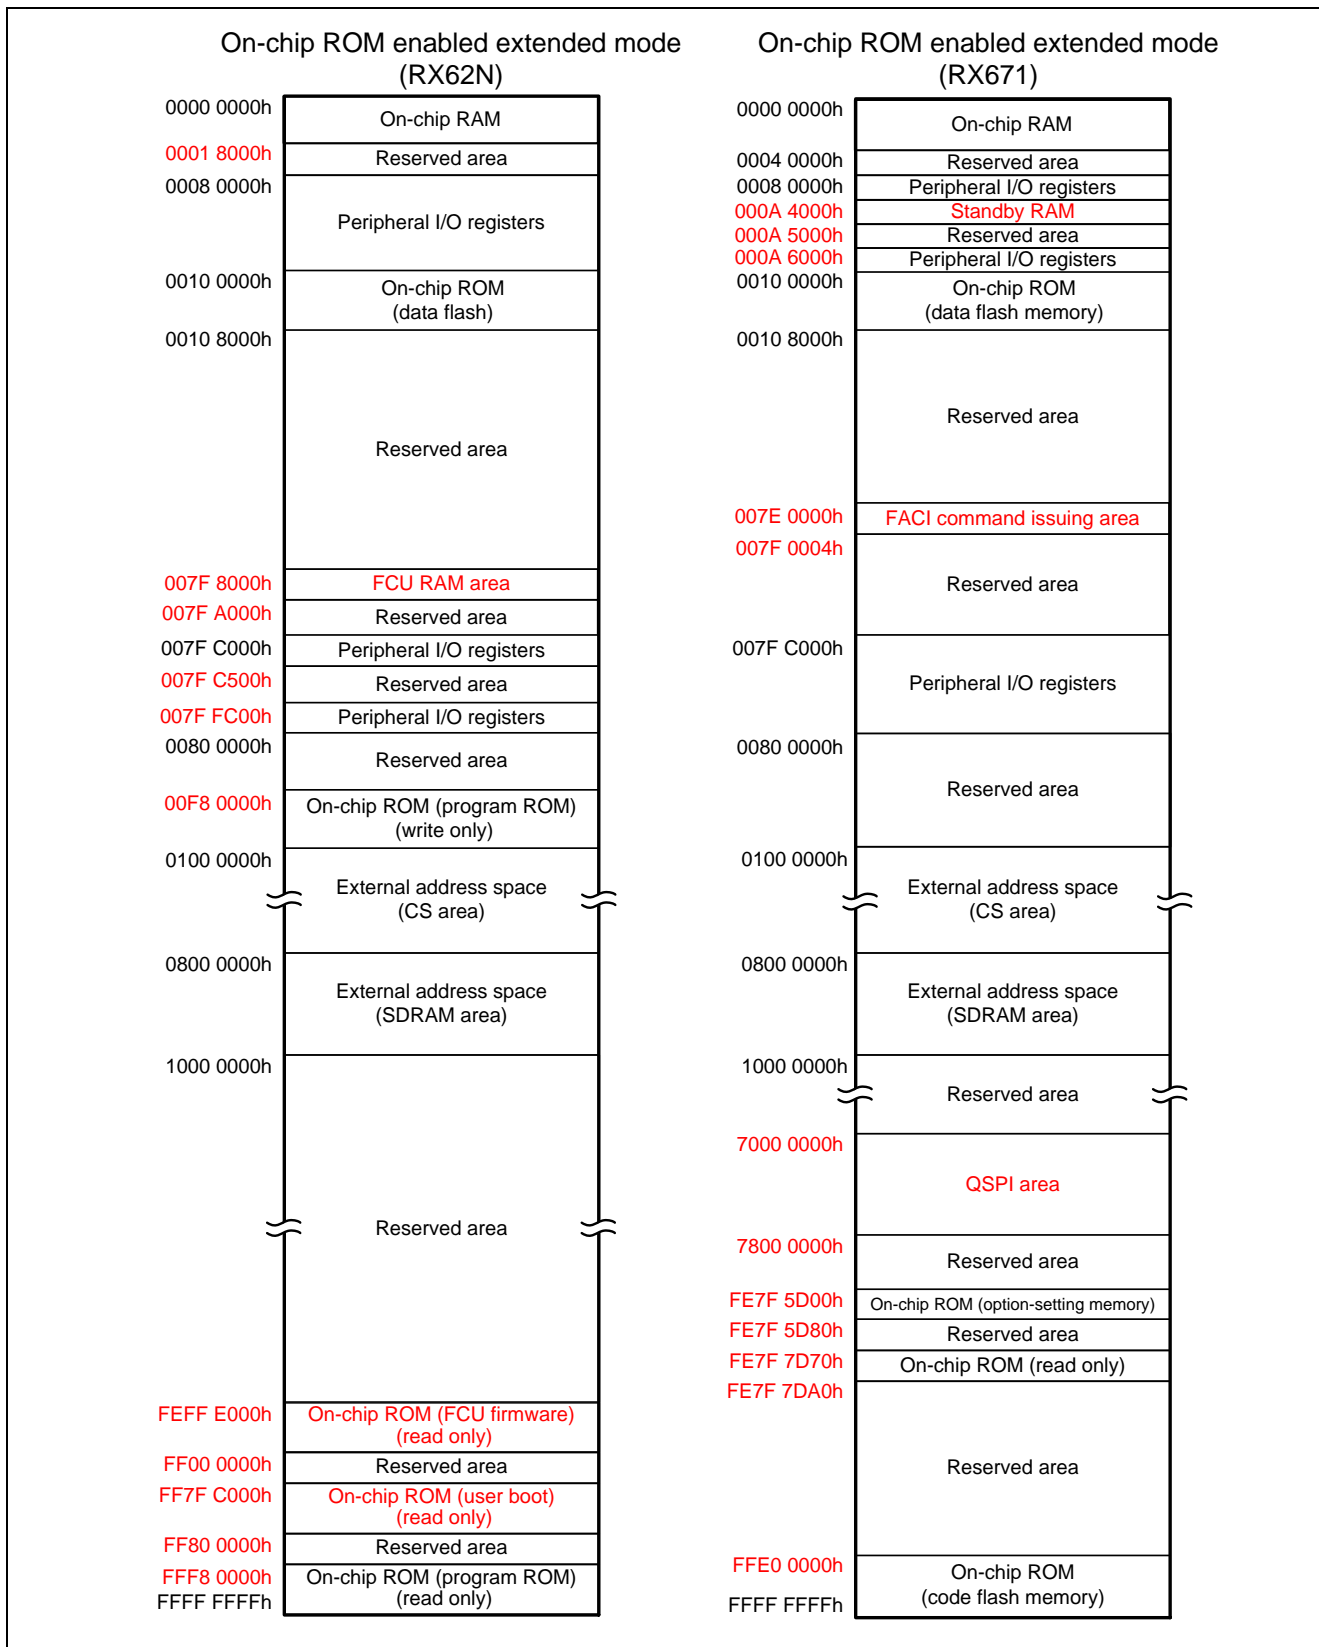 On-chip ROM enabled extended mode
(RX62N)
0000 0000h
On-chip RAM
0001 8000h
Reserved area
0008 0000h
Peripheral I/O registers
0010 0000h
On-chip ROM
(data flash)
0010 8000h
Reserved area
007F 8000h
FCU RAM area
007F A000h
Reserved area
007F C000h
Peripheral I/O registers
007F C500h
Reserved area
007F FC00h
Peripheral I/O registers
0080 0000h
Reserved area
00F8 0000h
On-chip ROM (program ROM)
(write only)
0100 0000h
External address space
(CS area)
0800 0000h
External address space
(SDRAM area)
1000 0000h
Reserved area
FEFF E000h
On-chip ROM (FCU firmware)
(read only)
FF00 0000h
Reserved area
FF7F C000h
On-chip ROM (user boot)
(read only)
FF80 0000h
Reserved area
FFF8 0000h
On-chip ROM (program ROM)
(read only)
FFFF FFFFh
On-chip ROM enabled extended mode
(RX671)
0000 0000h
On-chip RAM
0004 0000h
Reserved area
0008 0000h
Peripheral I/O registers
000A 4000h
Standby RAM
000A 5000h
Reserved area
000A 6000h
Peripheral I/O registers
0010 0000h
On-chip ROM
(data flash memory)
0010 8000h
Reserved area
007E 0000h
FACI command issuing area
007F 0004h
Reserved area
007F C000h
Peripheral I/O registers
0080 0000h
Reserved area
0100 0000h
External address space
(CS area)
0800 0000h
External address space
(SDRAM area)
1000 0000h
Reserved area
7000 0000h
QSPI area
7800 0000h
Reserved area
FE7F 5D00h
On-chip ROM (option-setting memory)
FE7F 5D80h
Reserved area
FE7F 7D70h
On-chip ROM (read only)
FE7F 7DA0h
Reserved area
FFE0 0000h
On-chip ROM
(code flash memory)
FFFF FFFFh